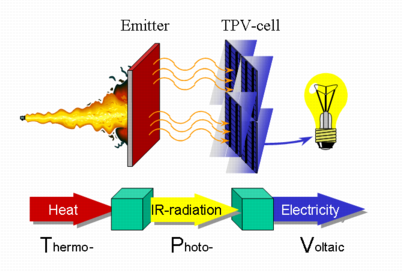 Emitter
TPV-cell
Heat
IR-radiation
Electricity
Thermo-
Photo-
Voltaic